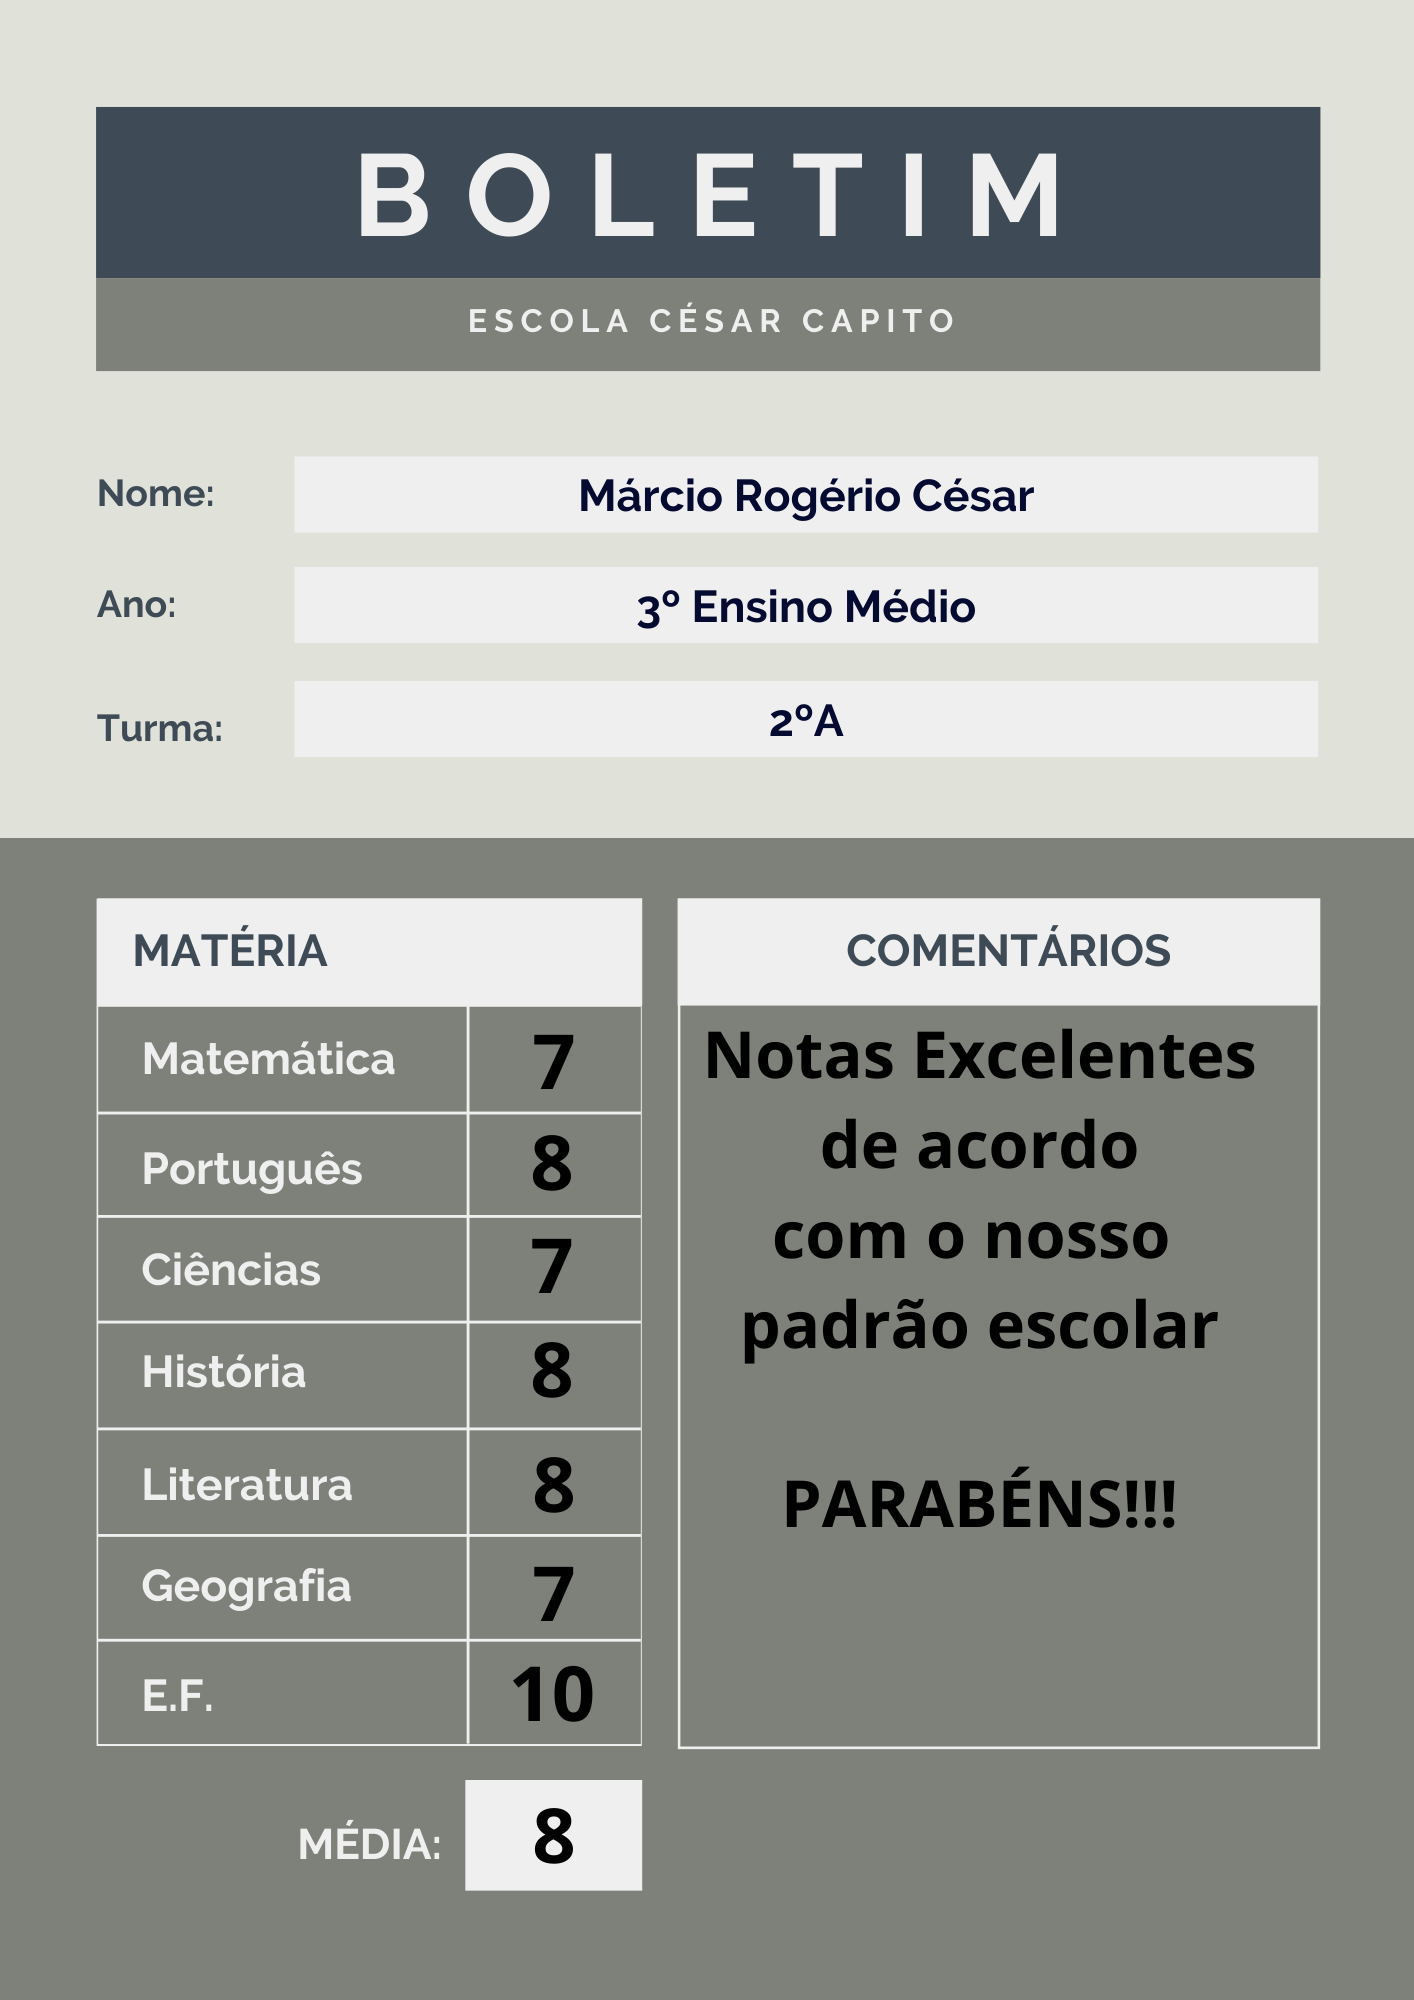 BOLETIM
ESCOLA CÉSAR CAPITO
Nome: Márcio Rogério César
Ano: 3º Ensino Médio
Turma: 2ºA
MATÉRIA
Matemática 7
Português 8
Ciências 7
História 8
Literatura 8
Geografia 7
E.F. 10
MÉDIA: 8
COMENTÁRIOS
Notas Excelentes
de acordo
com o nosso
padrão escolar
PARABÉNS!!!